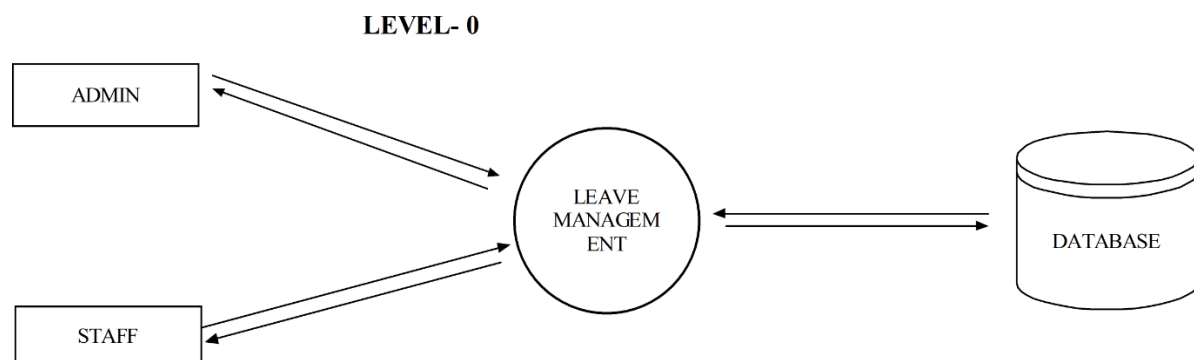 LEVEL- 0
ADMIN
LEAVE
MANAGEM
ENT
DATABASE
STAFF